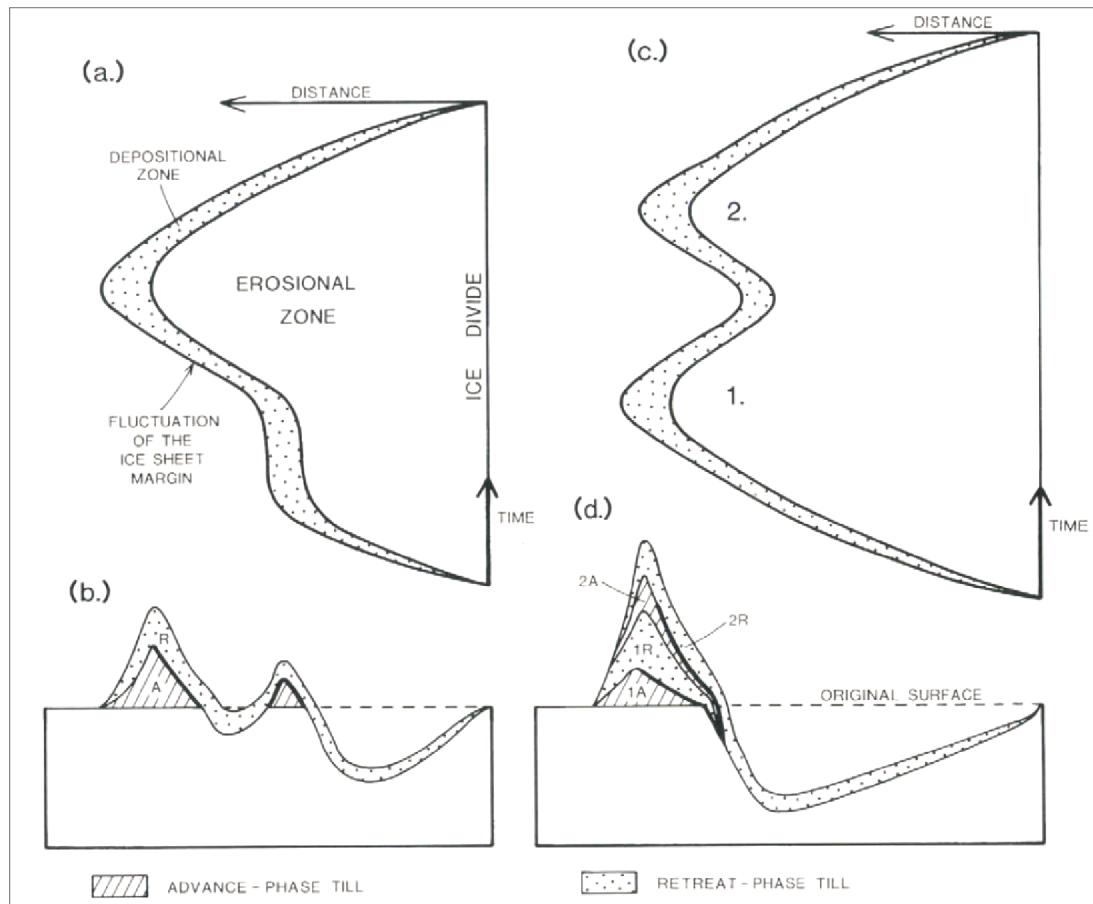 (a.)
DISTANCE
DEPOSITIONAL
ZONE
EROSIONAL
ZONE
ICE DIVIDE
FLUCTUATION
OF THE
ICE SHEET
MARGIN
TIME
(b.)
R
A
(c.)
DISTANCE
2.
1.
TIME
(d.)
2A
2R
1R
1A
ORIGINAL SURFACE
ADVANCE - PHASE TILL
RETREAT - PHASE TILL